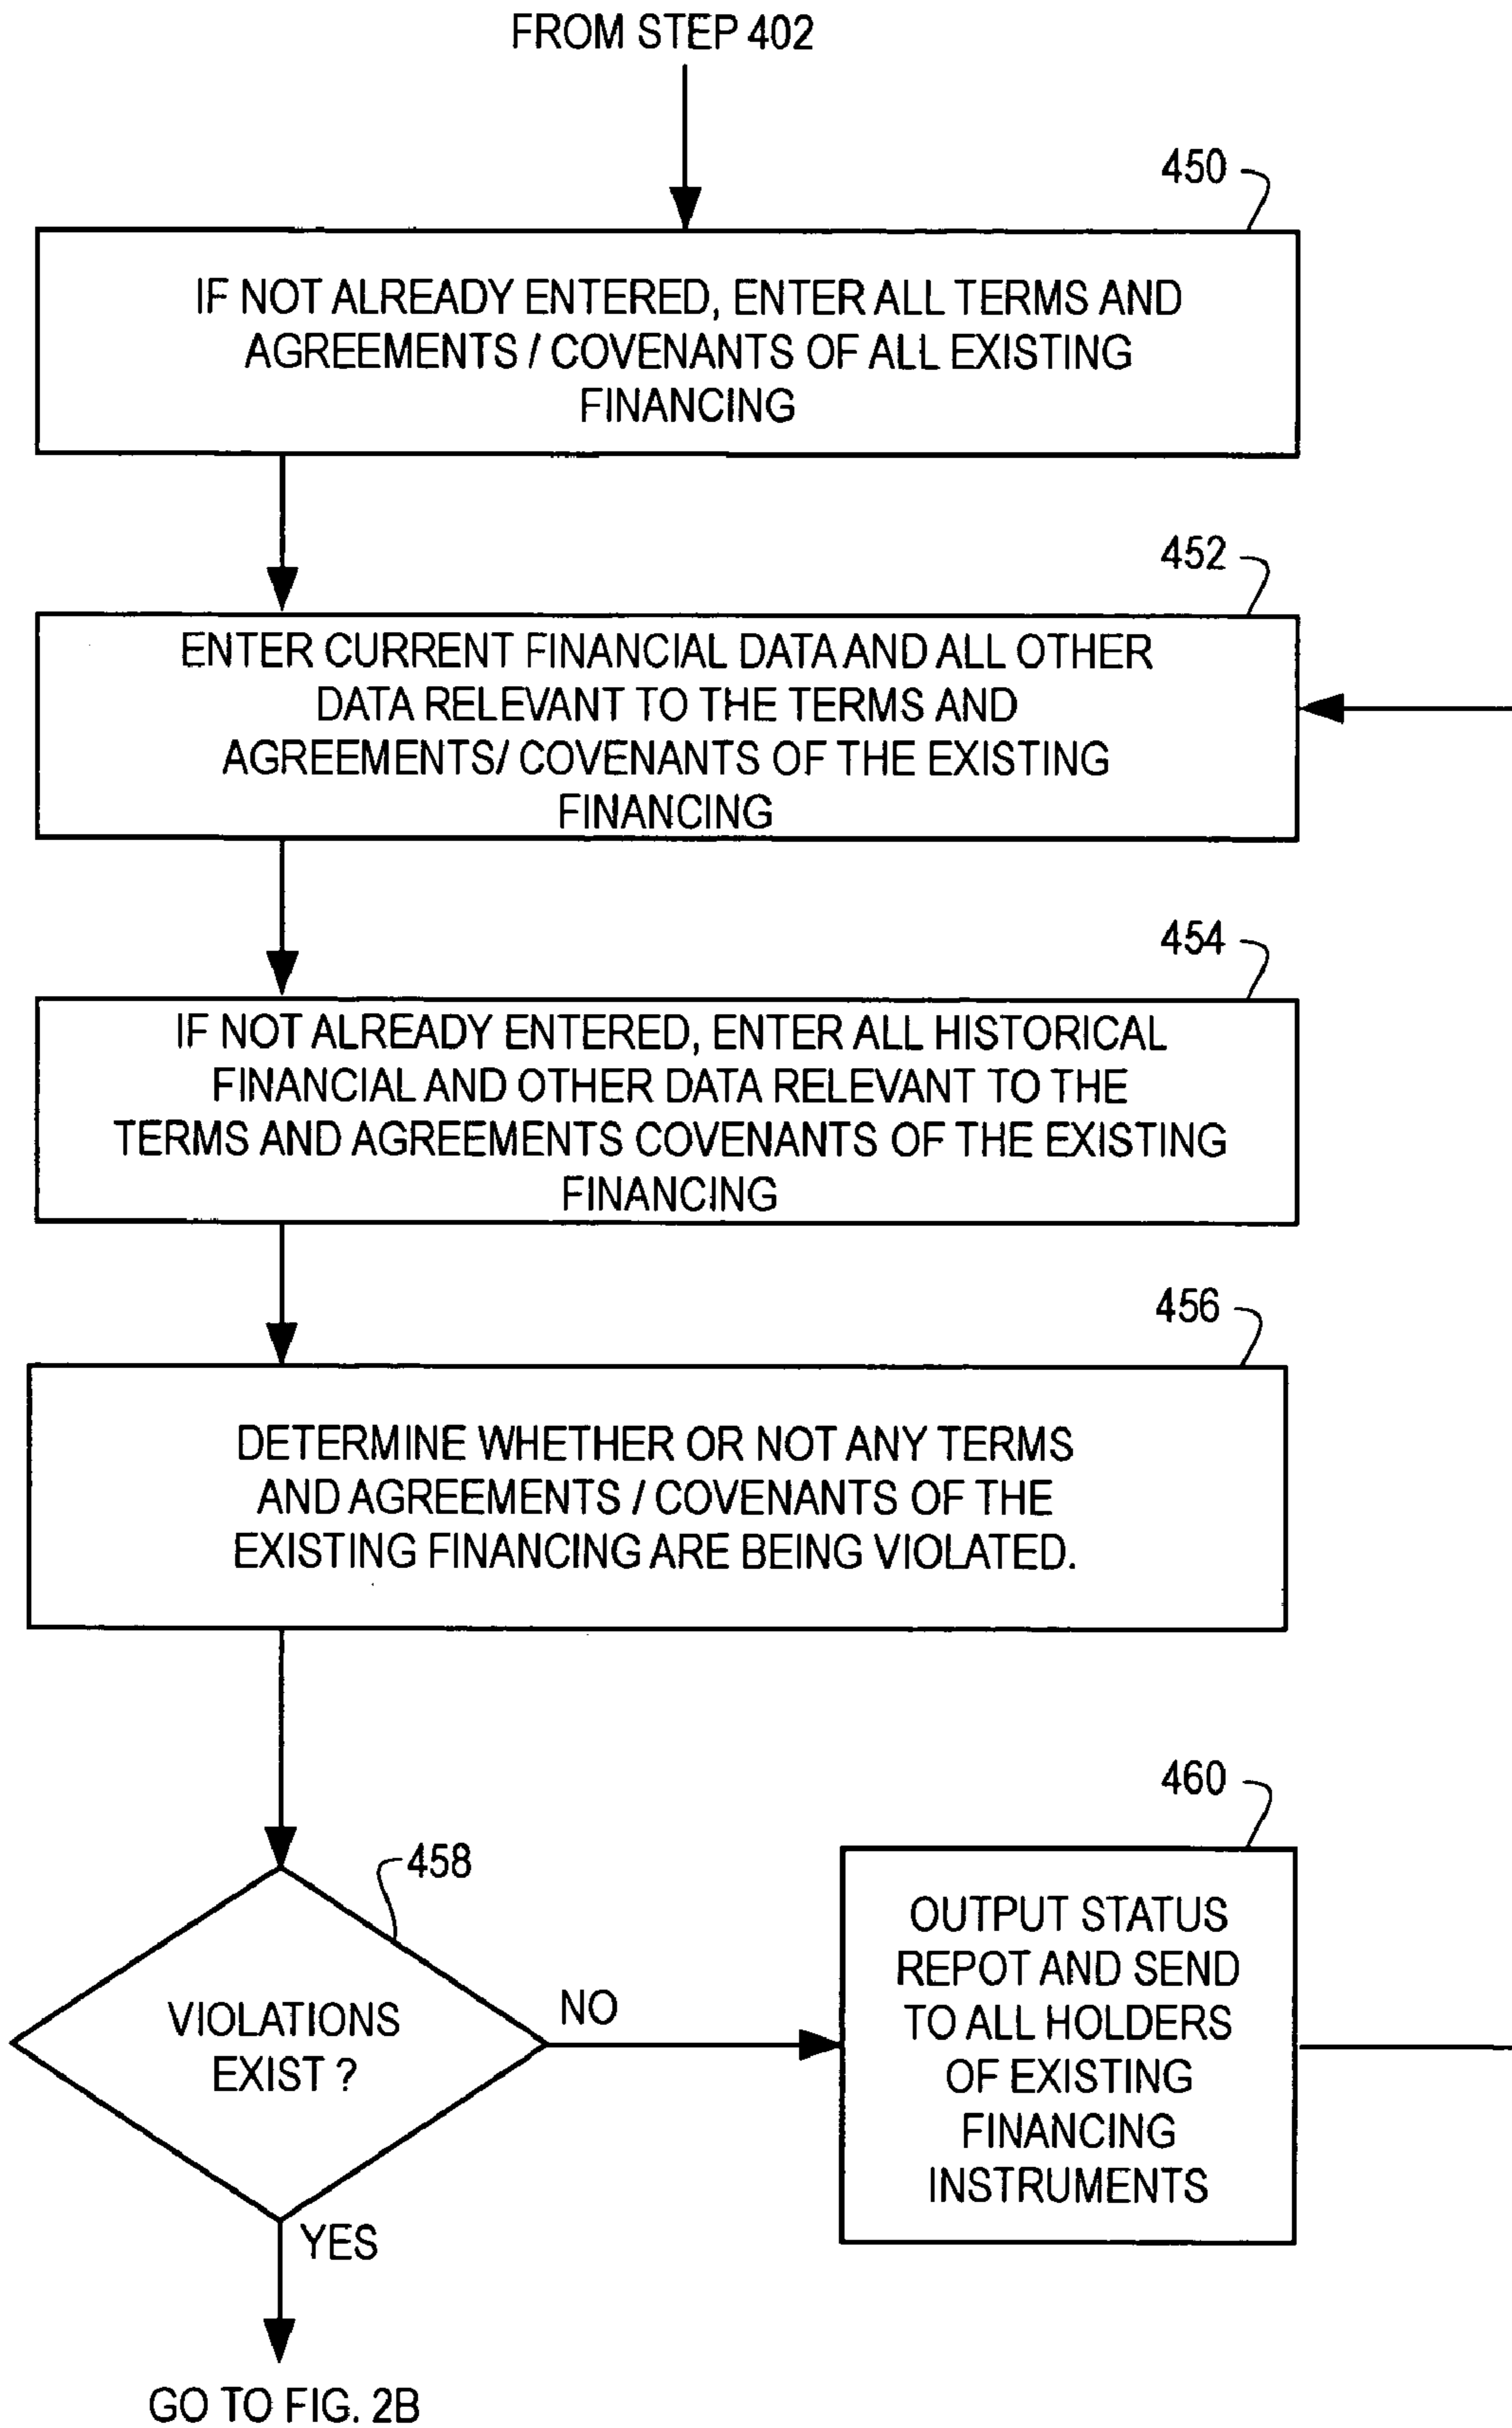 FROM STEP 402
450
IF NOT ALREADY ENTERED, ENTER ALL TERMS AND
AGREEMENTS / COVENANTS OF ALL EXISTING
FINANCING
452
ENTER CURRENT FINANCIAL DATA AND ALL OTHER
DATA RELEVANT TO THE TERMS AND
AGREEMENTS/ COVENANTS OF THE EXISTING
FINANCING
454
IF NOT ALREADY ENTERED, ENTER ALL HISTORICAL
FINANCIAL AND OTHER DATA RELEVANT TO THE
TERMS AND AGREEMENTS COVENANTS OF THE EXISTING
FINANCING
456
DETERMINE WHETHER OR NOT ANY TERMS
AND AGREEMENTS / COVENANTS OF THE
EXISTING FINANCING ARE BEING VIOLATED.
458
VIOLATIONS
EXIST ?
NO
460
OUTPUT STATUS
REPOT AND SEND
TO ALL HOLDERS
OF EXISTING
FINANCING
INSTRUMENTS
YES
GO TO FIG. 2B